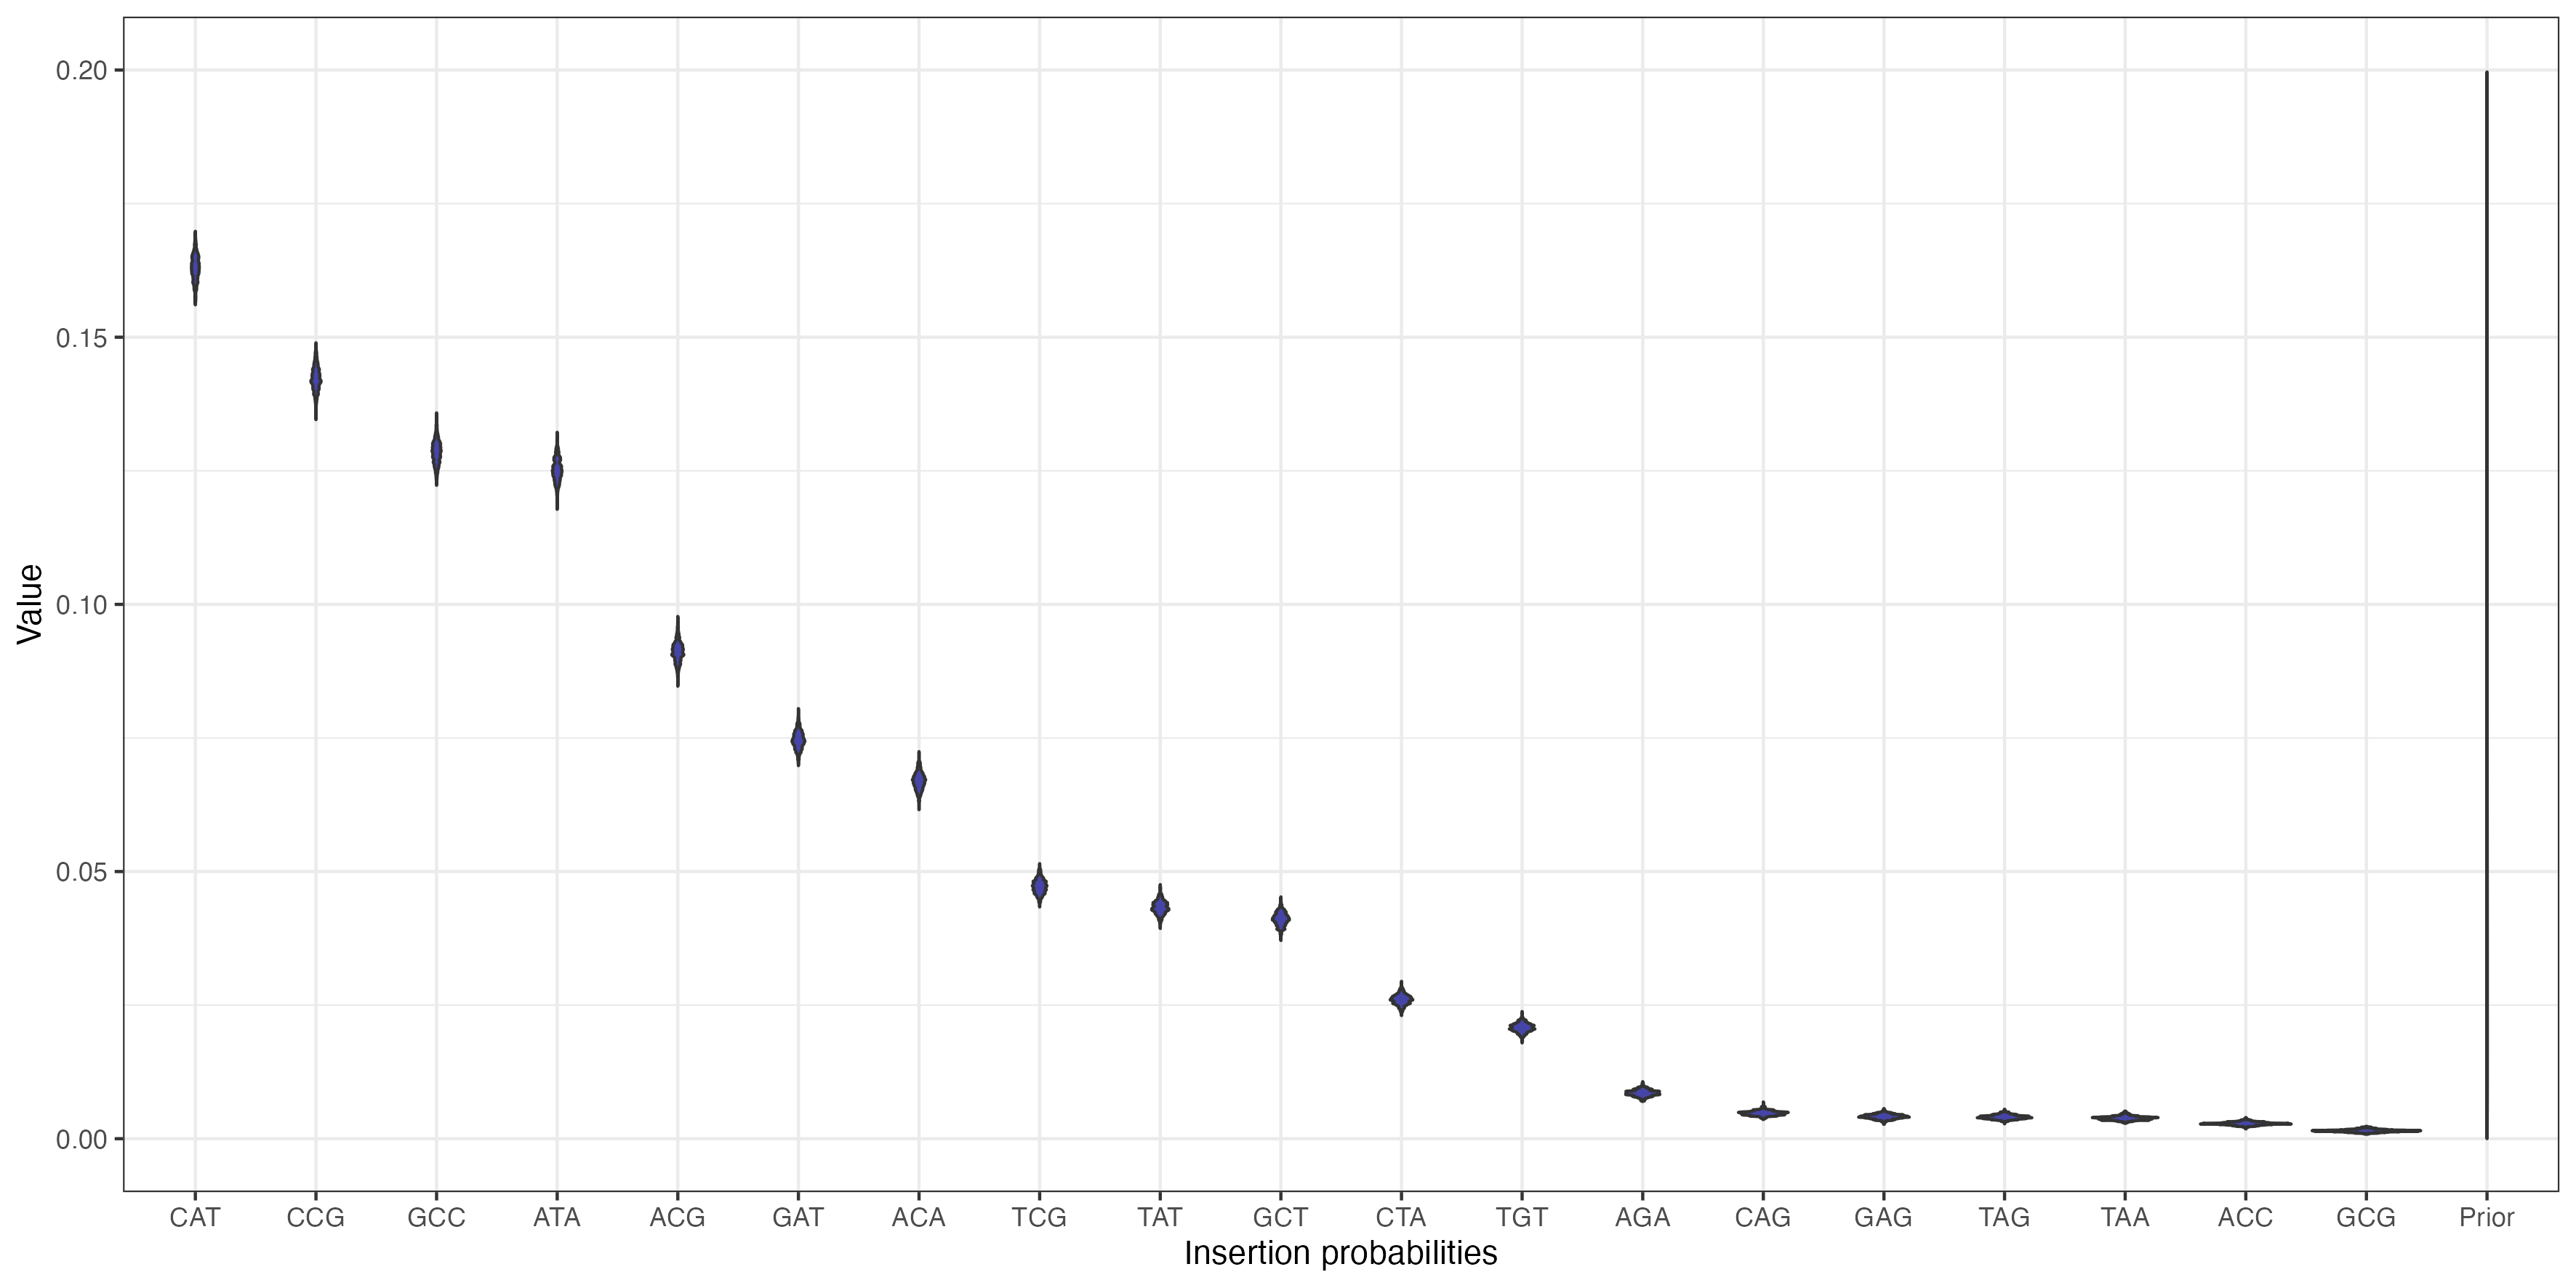 Value
0.20
0.15
0.10
0.05
0.00
CAT CCG GCC ATA ACG GAT ACA TCG TAT GCT CTA TGT AGA CAG GAG TAG TAA ACC GCG Prior
Insertion probabilities